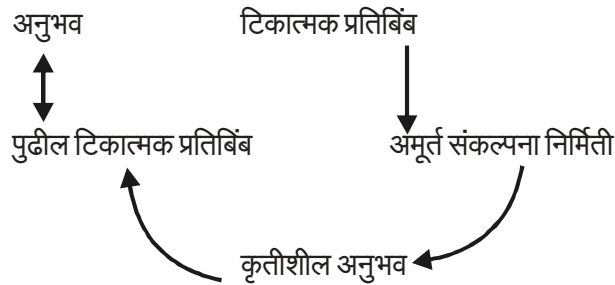 अनुभव
टिकात्मक प्रतिबिंब
पुढील टिकात्मक प्रतिबिंब
अमूर्त संकल्पना निर्मिती
कृतीशील अनुभव